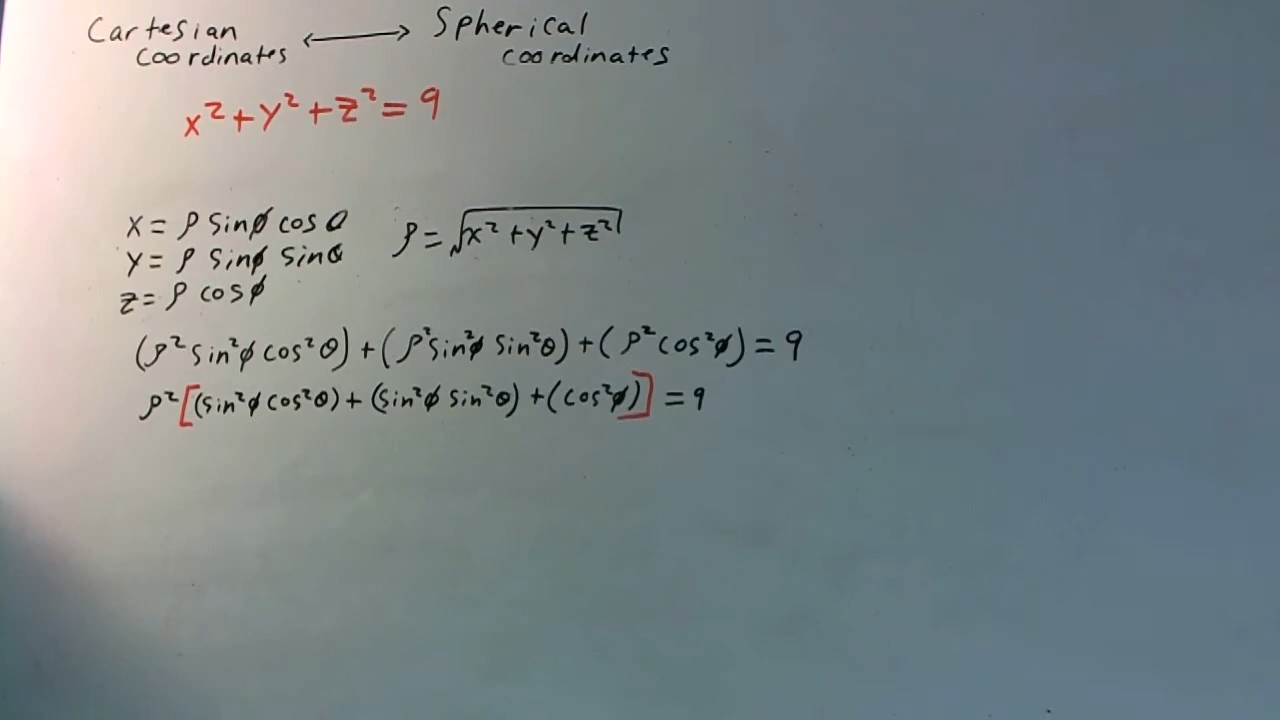 Cartesian coordinates ⟷ Spherical coordinates
x² + y² + z² = 9
x = ρ sinϕ cos θ
ρ = √(x² + y² + z²)
y = ρ sinϕ sinθ
z = ρ cosϕ
(ρ² sin²ϕ cos²θ) + (ρ² sin²ϕ sin²θ) + (ρ² cos²ϕ) = 9
ρ² [(sin²ϕ cos²θ) + (sin²ϕ sin²θ) + (cos²ϕ)] = 9